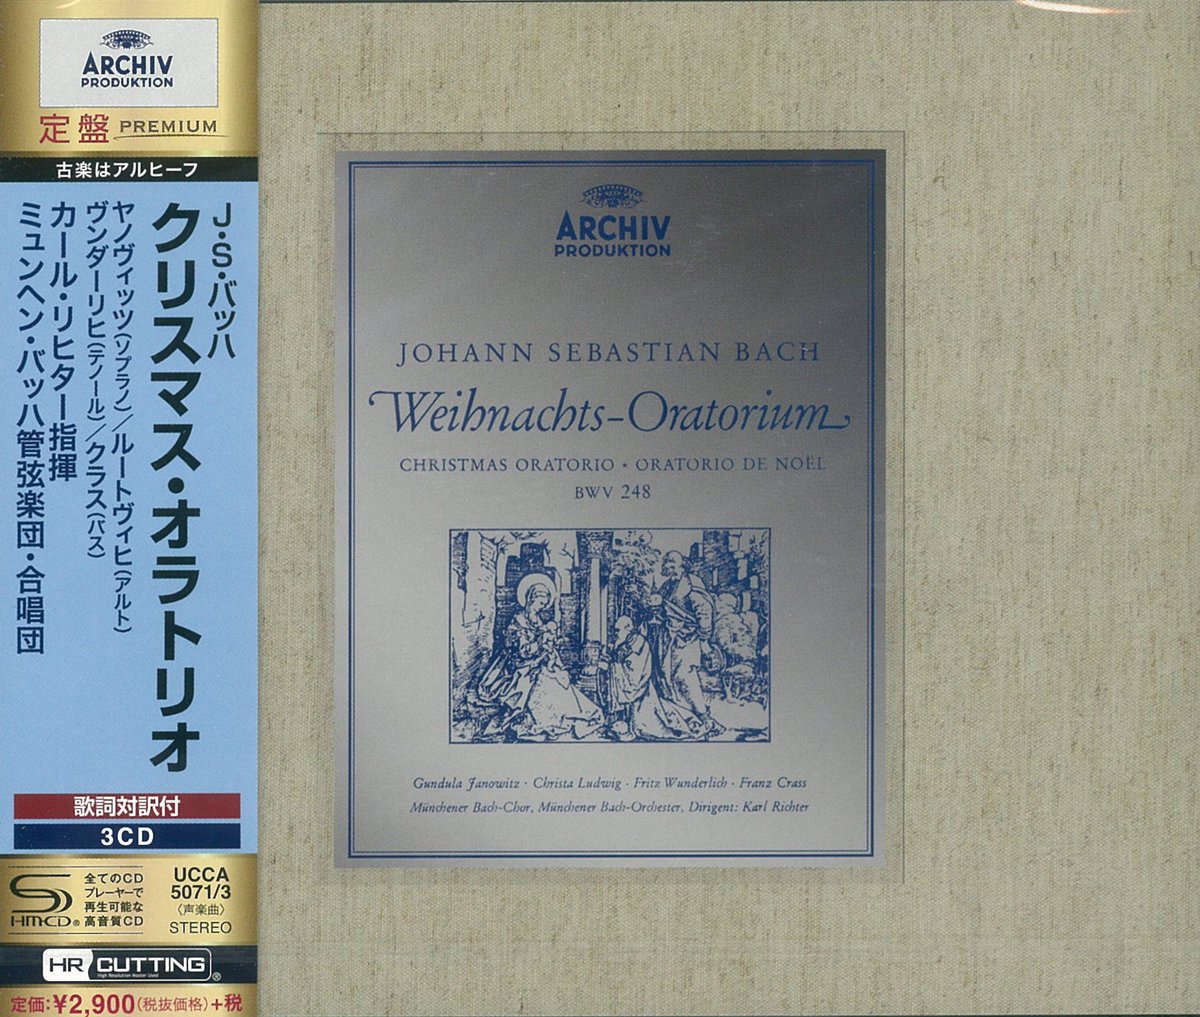 ARCHIV
PRODUKTION
定盤 PREMIUM
古楽はアルヒーフ
J・S・バッハ
クリスマス・オラトリオ
ヤノヴィッツ(ソプラノ)／ルートヴィヒ(アルト)
ヴンダーリヒ(テノール)／クラス(バス)
カール・リヒター指揮
ミュンヘン・バッハ管弦楽団・合唱団
歌詞対訳付
3CD
SHM-CD®
全てのCD
プレーヤーで
再生可能な
高音質CD
UCCA
5071/3
〈声楽曲〉
STEREO
HR CUTTING®
High Resolution Master Used
定価:¥2,900(税抜価格)+税
ARCHIV
PRODUKTION
JOHANN SEBASTIAN BACH
Weihnachts-Oratorium
CHRISTMAS ORATORIO • ORATORIO DE NOËL
BWV 248
Gundula Janowitz · Christa Ludwig · Fritz Wunderlich · Franz Crass
Münchener Bach-Chor, Münchener Bach-Orchester, Dirigent: Karl Richter